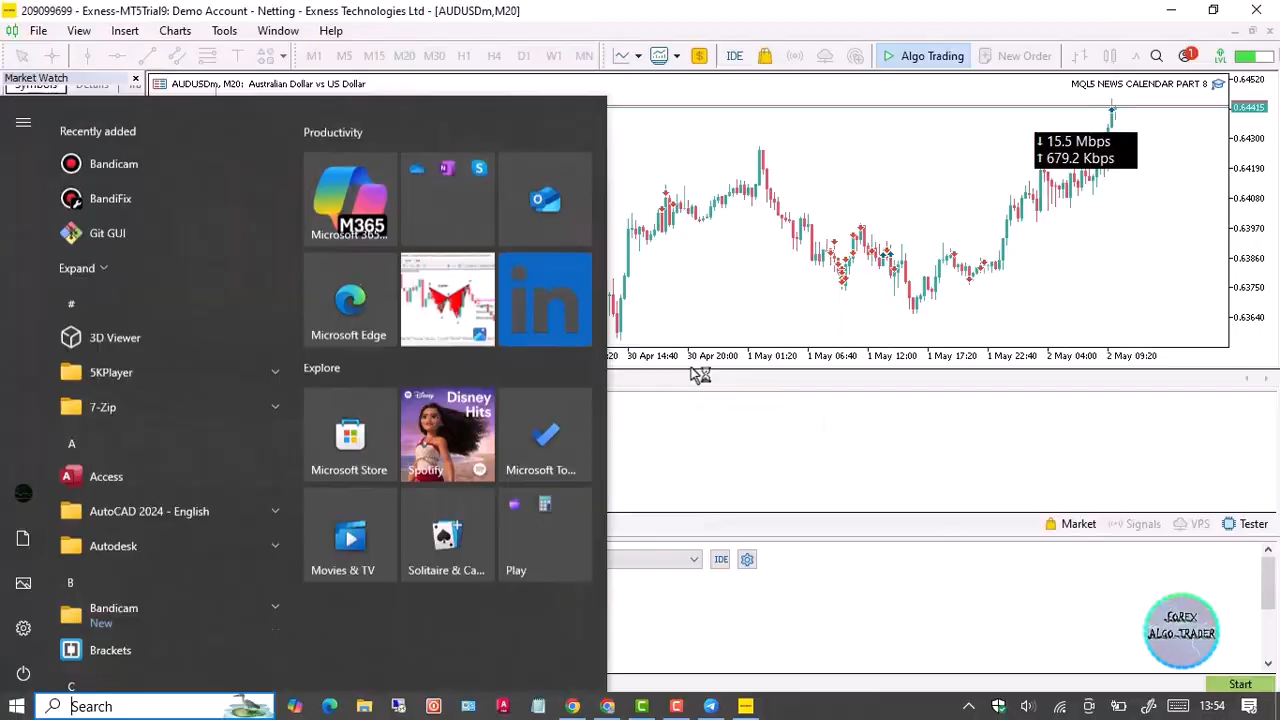 209099699 - Exness-MT5Trial9: Demo Account - Netting - Exness Technologies Ltd - [AUDUSDm,M20]
File View Insert Charts Tools Window Help
M1 M5 M15 M20 M30 H1 H4 D1 W1 MN
IDE
Algo Trading
New Order
1
LVL
Market Watch
Symbols Details
AUDUSDm, M20: Australian Dollar vs US Dollar
MQL5 NEWS CALENDAR PART 8
0.64520
0.64415
0.64300
0.64190
0.64080
0.63970
0.63860
0.63750
0.63640
15.5 Mbps
679.2 Kbps
30 Apr 14:40 30 Apr 20:00 1 May 01:20 1 May 06:40 1 May 12:00 1 May 17:20 1 May 22:40 2 May 04:00 2 May 09:20
Recently added
Bandicam
BandiFix
Git GUI
Expand
#
3D Viewer
5KPlayer
7-Zip
A
Access
AutoCAD 2024 - English
Autodesk
B
Bandicam
New
Brackets
C
Productivity
M365
Microsoft 365...
Microsoft Edge
Explore
Microsoft Store
Disney
Hits
Spotify
Microsoft To...
Movies & TV
Solitaire & Ca...
Play
Market Signals VPS Tester
IDE
FOREX
ALGO-TRADER
Start
Search
13:54